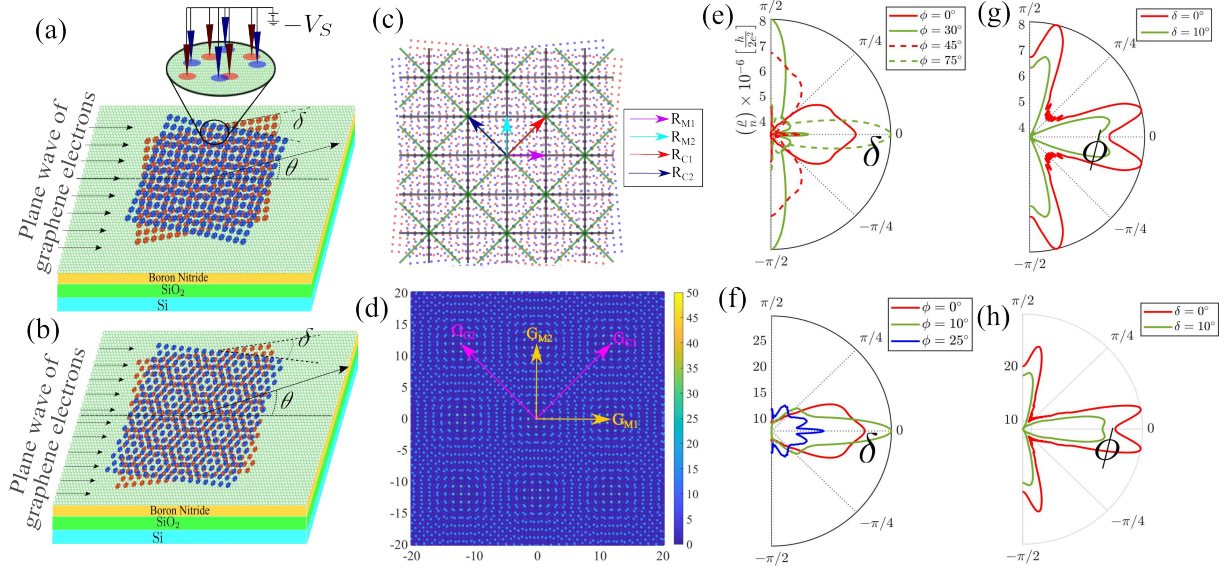 (a)
−V_S
Plane wave of
graphene electrons
δ
θ
Boron Nitride
SiO₂
Si
(b)
Plane wave of
graphene electrons
δ
θ
Boron Nitride
SiO₂
Si
(c)
R_M1
R_M2
R_C1
R_C2
(d)
20
15
10
5
0
-5
-10
-15
-20
-20 -10 0 10 20
G_C2
G_M2
G_C1
G_M1
50
45
40
35
30
25
20
15
10
5
0
(e)
π/2
8
7
5
4
π/4
0
−π/4
−π/2
(ρ/n) × 10⁻⁶ [h/2e²]
δ
ϕ = 0°
ϕ = 30°
ϕ = 45°
ϕ = 75°
(f)
π/2
25
20
15
10
π/4
0
−π/4
−π/2
δ
ϕ = 0°
ϕ = 10°
ϕ = 25°
(g)
π/2
8
7
6
5
4
π/4
0
−π/4
−π/2
ϕ
δ = 0°
δ = 10°
(h)
π/2
20
10
π/4
0
−π/4
−π/2
ϕ
δ = 0°
δ = 10°